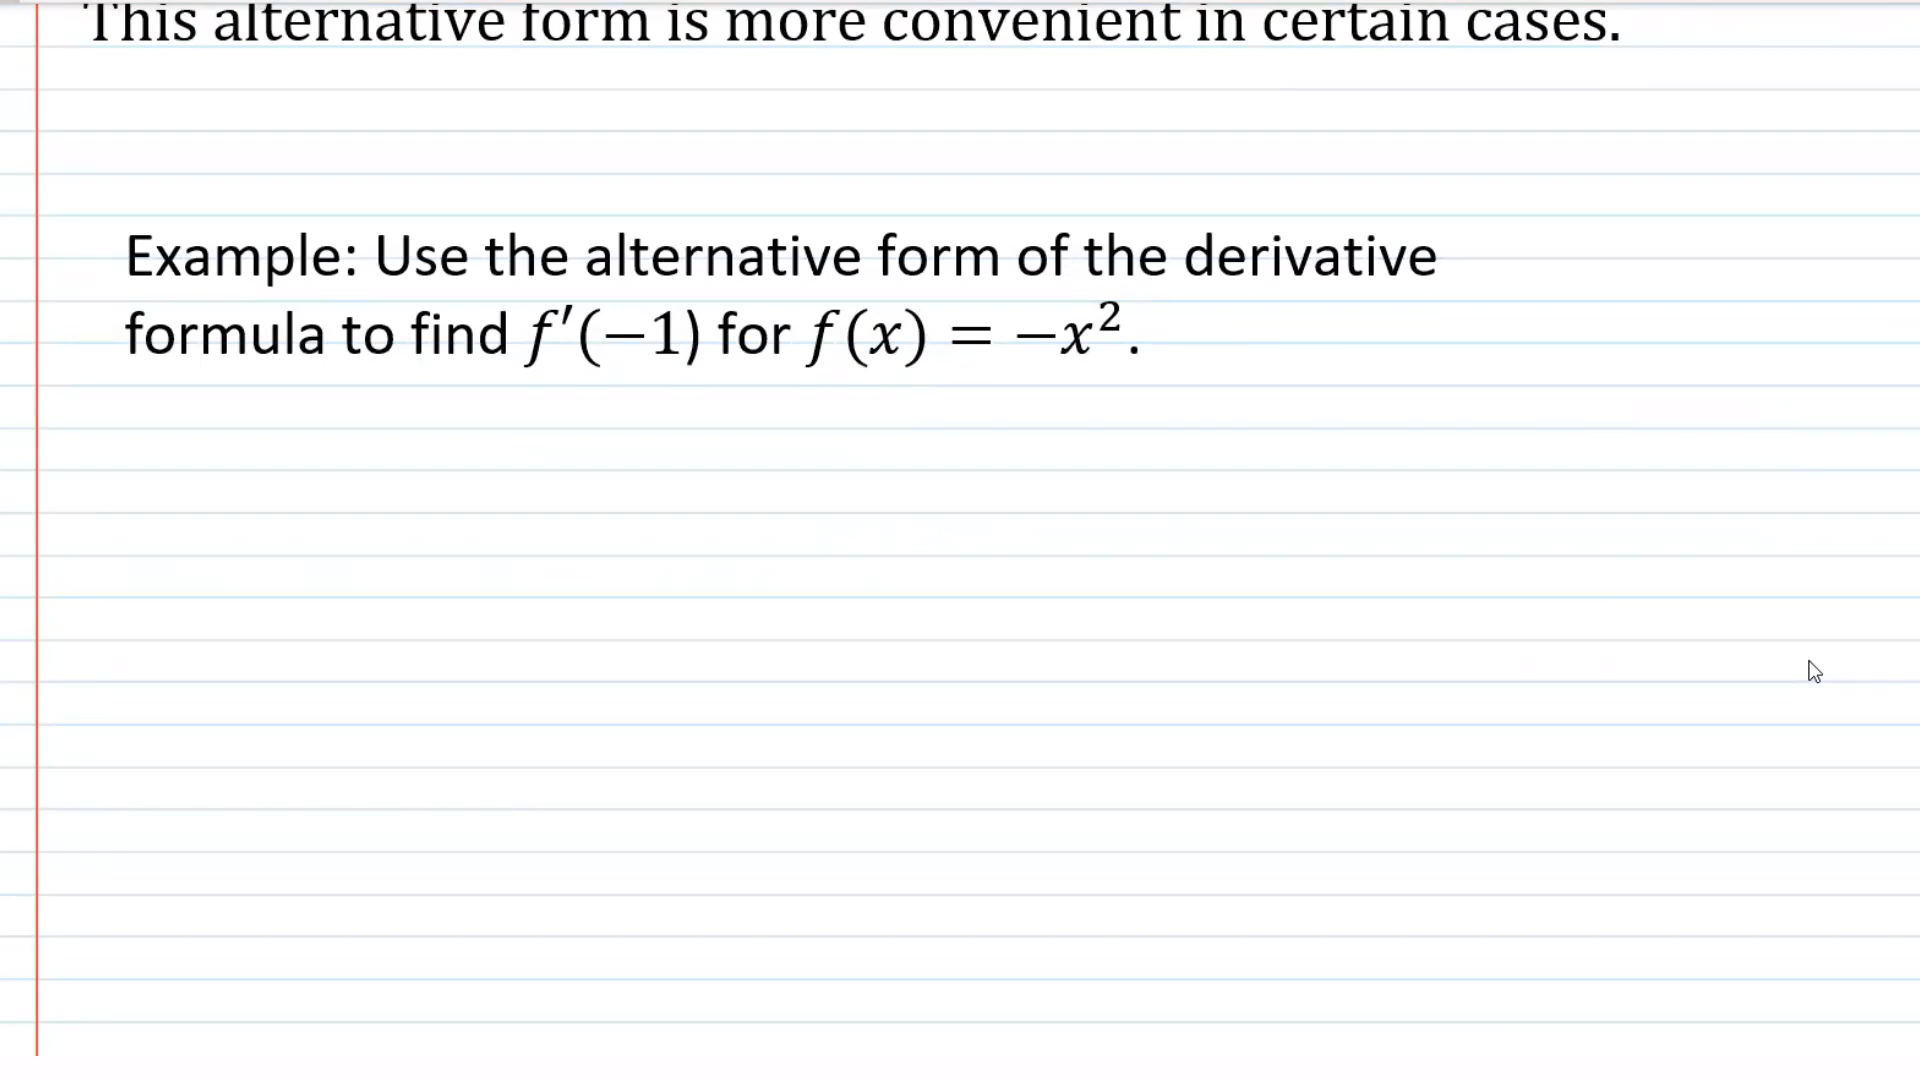 This alternative form is more convenient in certain cases.
Example: Use the alternative form of the derivative
formula to find f′(−1) for f(x) = −x².